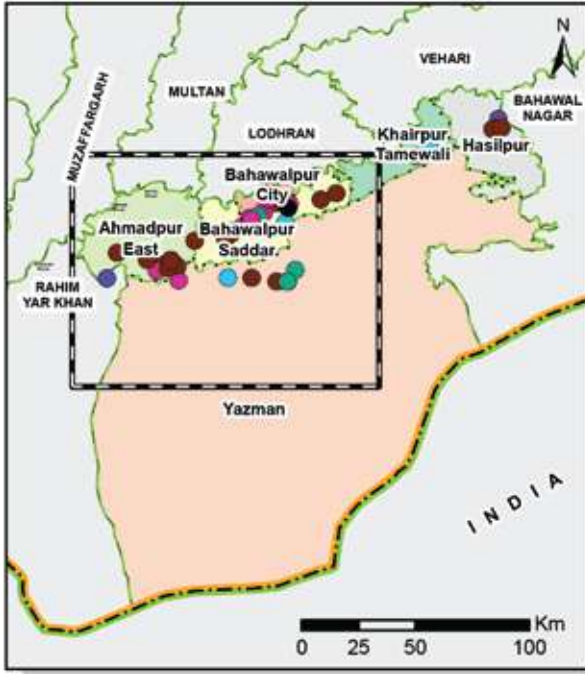 N
VEHARI
MULTAN
BAHAWAL
NAGAR
MUZAFFARGARH
LODHRAN
Khairpur
Tamewali
Hasilpur
Bahawalpur
City
Ahmadpur
East
Bahawalpur
Saddar.
RAHIM
YAR KHAN
Yazman
INDIA
Km
0 25 50 100